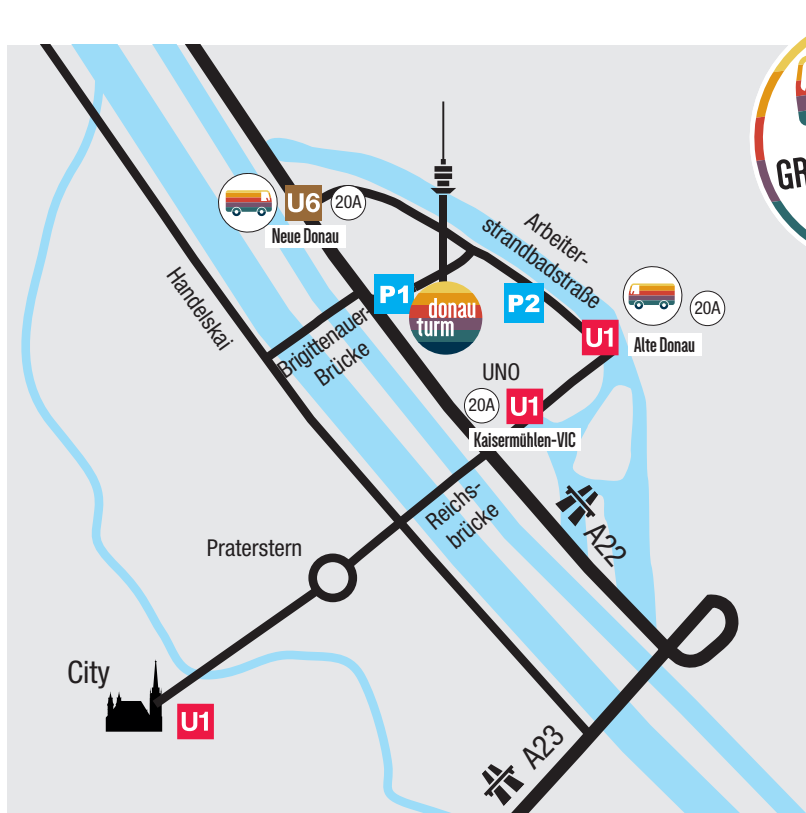 GR
U6
20A
Neue Donau
Arbeiter-
strandbadstraße
Handelskai
P1
donau
turm
P2
20A
U1
Alte Donau
Brigittenauer-
Brücke
UNO
20A
U1
Kaisermühlen-VIC
Reichs-
brücke
A22
Praterstern
City
U1
A23